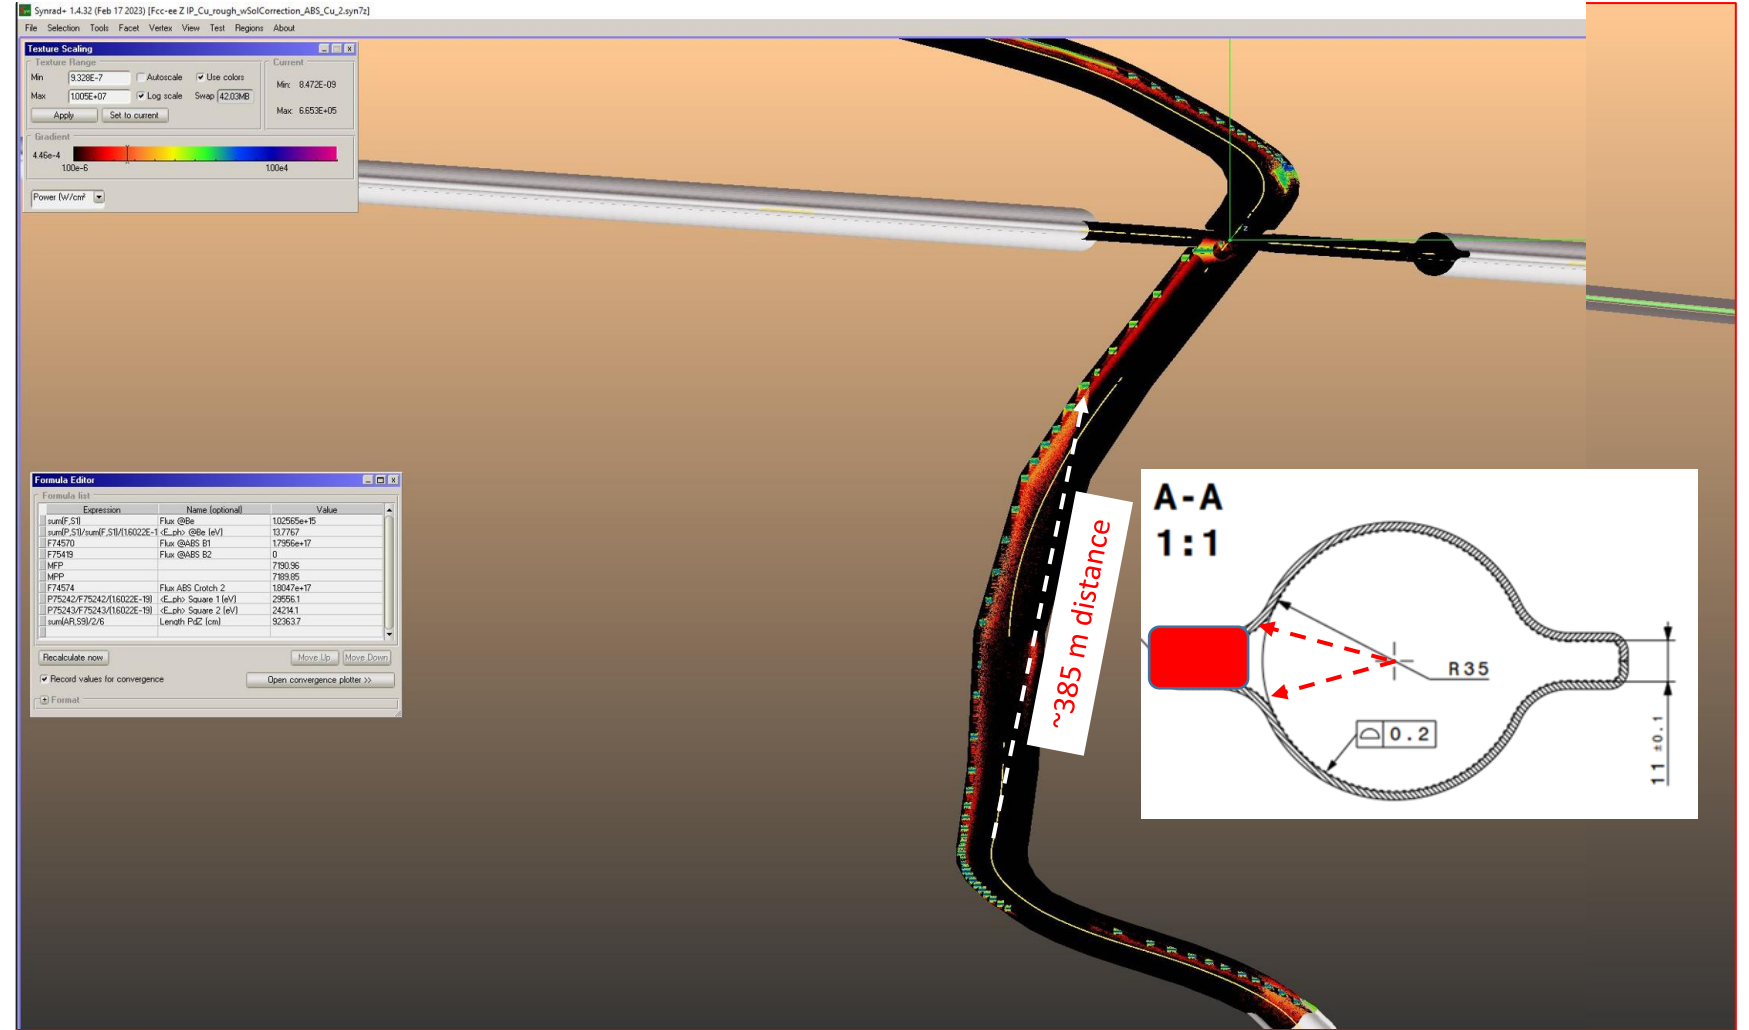 Synrad+ 1.4.32 (Feb 17 2023) [Fcc-ee Z IP_Cu_rough_wSolCorrection_ABS_Cu_2.syn7z]
File Selection Tools Facet Vertex View Test Regions About
Texture Scaling
Texture Range
Current
Min 9.328E-7 Autoscale Use colors
Min: 8.472E-09
Max 1.005E+07 Log scale Swap 42.03MB
Max: 6.653E+05
Apply Set to current
Gradient
4.46e-4
1.00e-6 1.00e4
Power (W/cm²
z
Formula Editor
Formula list
Expression Name (optional) Value
sum(F,S1) Flux @Be 1.02565e+15
sum(P,S1)/sum(F,S1)/(1.6022E-1 <E_ph> @Be (eV) 13.7767
F74570 Flux @ABS B1 1.7956e+17
F75419 Flux @ABS B2 0
MFP 7190.96
MPP 7189.85
F74574 Flux ABS Crotch 2 1.8047e+17
P75242/F75242/(1.6022E-19) <E_ph> Square 1 (eV) 29556.1
P75243/F75243/(1.6022E-19) <E_ph> Square 2 (eV) 24214.1
sum(AR,S9)/2/6 Length PdZ (cm) 92363.7
Recalculate now Move Up Move Down
Record values for convergence Open convergence plotter >>
Format
~385 m distance
A-A
1:1
R35
0.2
11 ±0.1